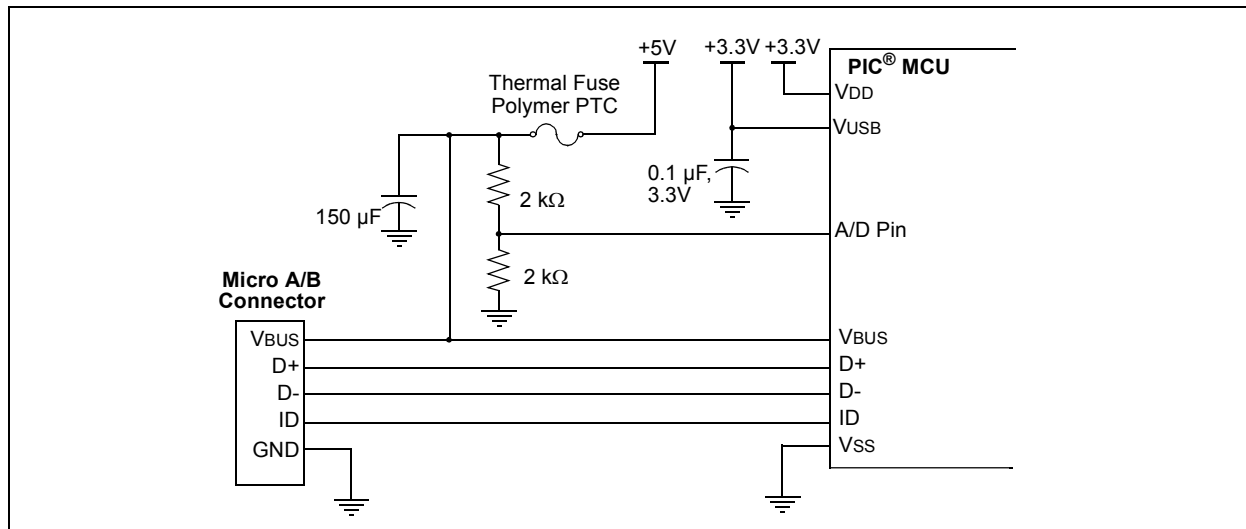 +5V
+3.3V
+3.3V
PIC® MCU
VDD
Thermal Fuse
Polymer PTC
VUSB
0.1 µF,
3.3V
2 kΩ
150 µF
A/D Pin
2 kΩ
Micro A/B
Connector
VBUS
VBUS
D+
D+
D-
D-
ID
ID
GND
VSS